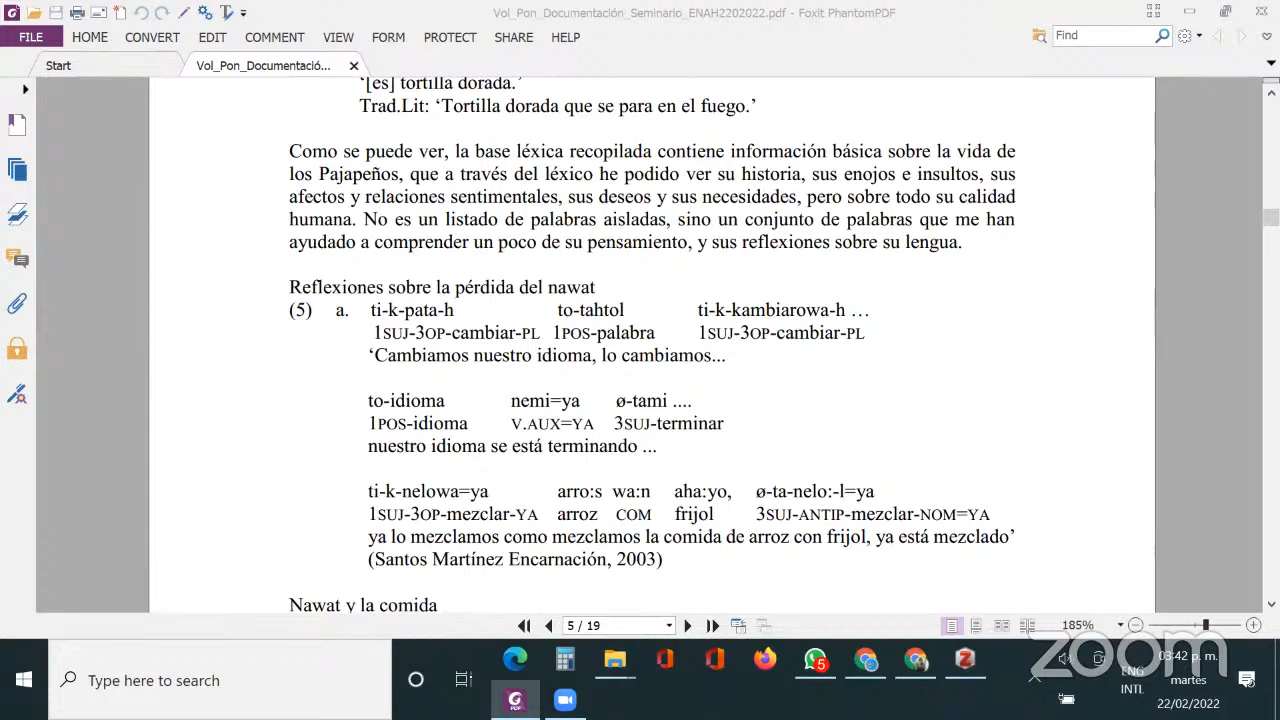 Vol_Pon_Documentación_Seminario_ENAH2202022.pdf - Foxit PhantomPDF
FILE HOME CONVERT EDIT COMMENT VIEW FORM PROTECT SHARE HELP Find
Start Vol_Pon_Documentació...
‘[es] tortilla dorada.’
Trad.Lit: ‘Tortilla dorada que se para en el fuego.’
Como se puede ver, la base léxica recopilada contiene información básica sobre la vida de
los Pajapeños, que a través del léxico he podido ver su historia, sus enojos e insultos, sus
afectos y relaciones sentimentales, sus deseos y sus necesidades, pero sobre todo su calidad
humana. No es un listado de palabras aisladas, sino un conjunto de palabras que me han
ayudado a comprender un poco de su pensamiento, y sus reflexiones sobre su lengua.
Reflexiones sobre la pérdida del nawat
(5) a. ti-k-pata-h to-tahtol ti-k-kambiarowa-h …
1SUJ-3OP-cambiar-PL 1POS-palabra 1SUJ-3OP-cambiar-PL
‘Cambiamos nuestro idioma, lo cambiamos...
to-idioma nemi=ya ø-tami ....
1POS-idioma V.AUX=YA 3SUJ-terminar
nuestro idioma se está terminando ...
ti-k-nelowa=ya arro:s wa:n aha:yo, ø-ta-nelo:-l=ya
1SUJ-3OP-mezclar-YA arroz COM frijol 3SUJ-ANTIP-mezclar-NOM=YA
ya lo mezclamos como mezclamos la comida de arroz con frijol, ya está mezclado’
(Santos Martínez Encarnación, 2003)
Nawat y la comida
5 / 19 185%
zoom
Type here to search 5 ENG INTL 03:42 p. m. martes 22/02/2022